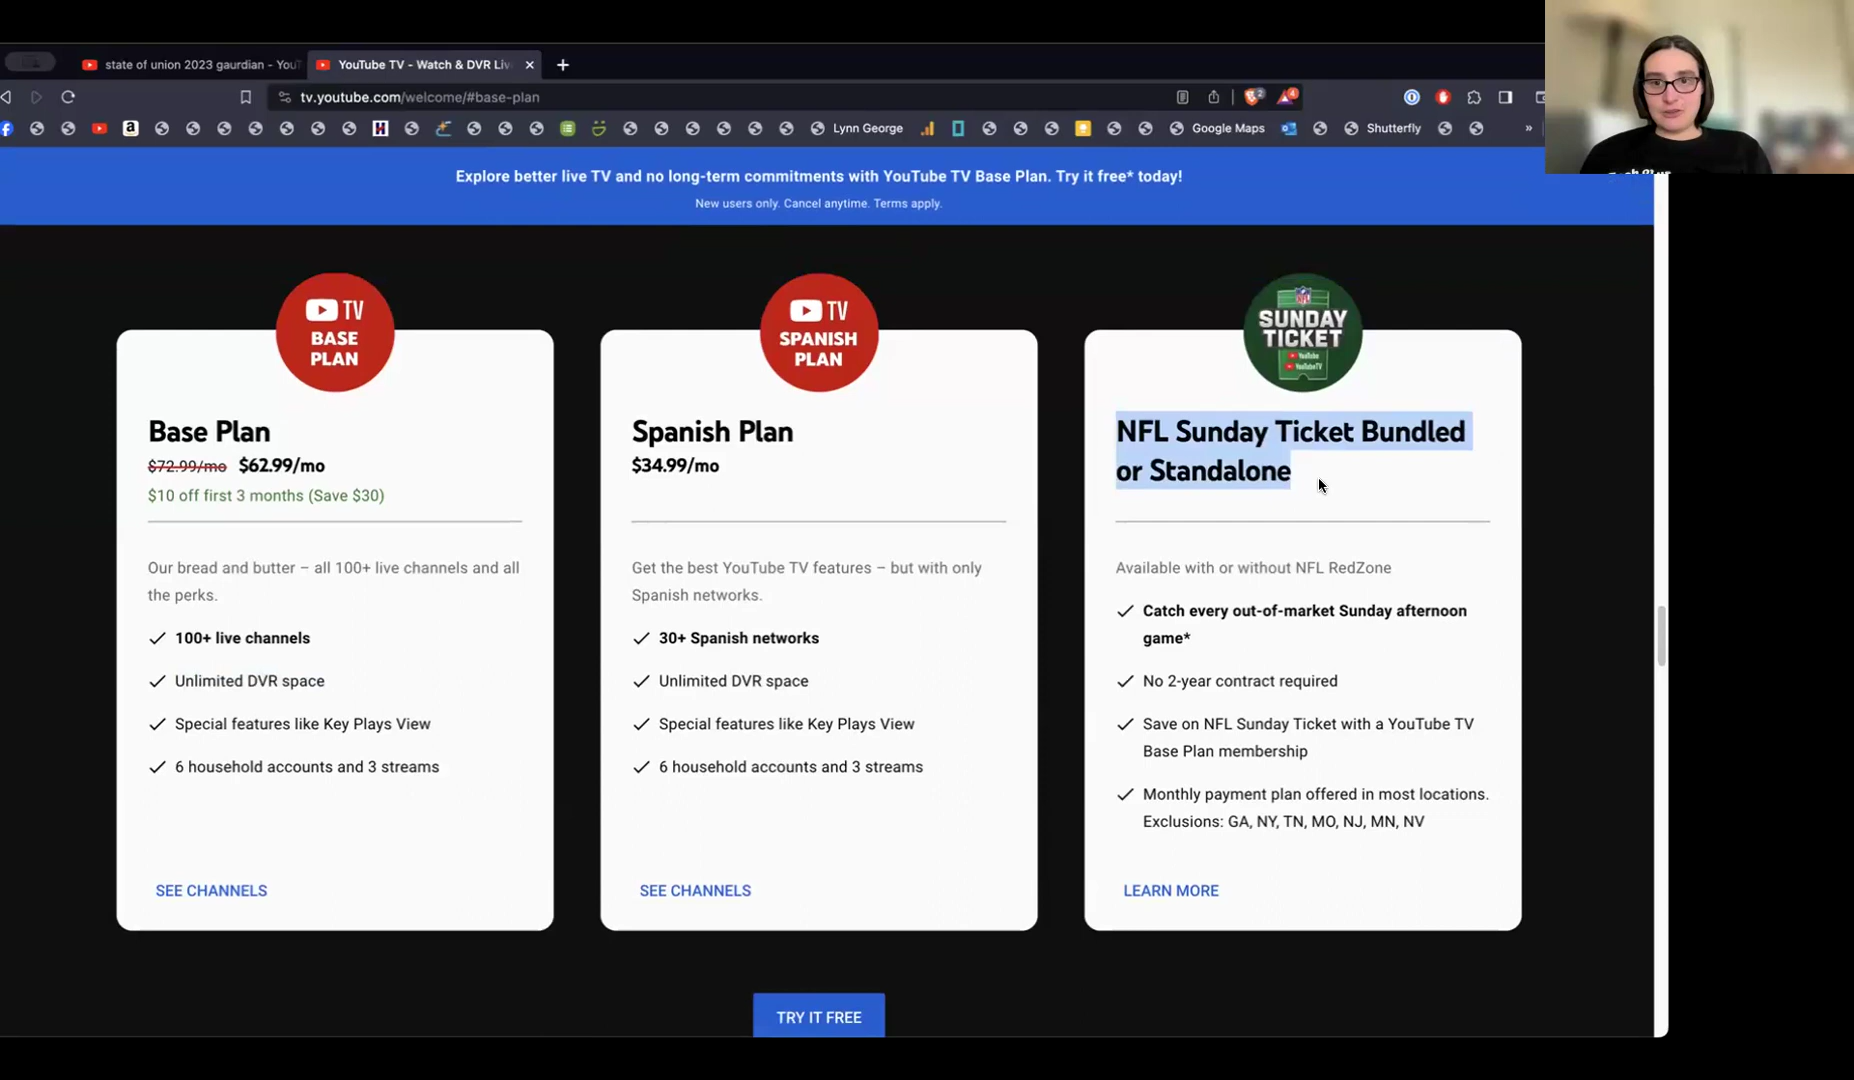 state of union 2023 gaurdian - You
YouTube TV - Watch & DVR Liv
tv.youtube.com/welcome/#base-plan
Lynn George
Google Maps
Shutterfly
Explore better live TV and no long-term commitments with YouTube TV Base Plan. Try it free* today!
New users only. Cancel anytime. Terms apply.
TV
BASE
PLAN
Base Plan
$72.99/mo $62.99/mo
$10 off first 3 months (Save $30)
Our bread and butter – all 100+ live channels and all
the perks.
100+ live channels
Unlimited DVR space
Special features like Key Plays View
6 household accounts and 3 streams
SEE CHANNELS
TV
SPANISH
PLAN
Spanish Plan
$34.99/mo
Get the best YouTube TV features – but with only
Spanish networks.
30+ Spanish networks
Unlimited DVR space
Special features like Key Plays View
6 household accounts and 3 streams
SEE CHANNELS
NFL
SUNDAY
TICKET
YouTube
YouTubeTV
NFL Sunday Ticket Bundled
or Standalone
Available with or without NFL RedZone
Catch every out-of-market Sunday afternoon
game*
No 2-year contract required
Save on NFL Sunday Ticket with a YouTube TV
Base Plan membership
Monthly payment plan offered in most locations.
Exclusions: GA, NY, TN, MO, NJ, MN, NV
LEARN MORE
TRY IT FREE